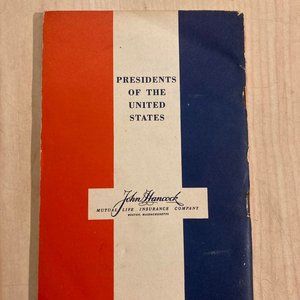 PRESIDENTS
OF THE
UNITED
STATES
John Hancock
MUTUAL LIFE INSURANCE COMPANY
BOSTON, MASSACHUSETTS